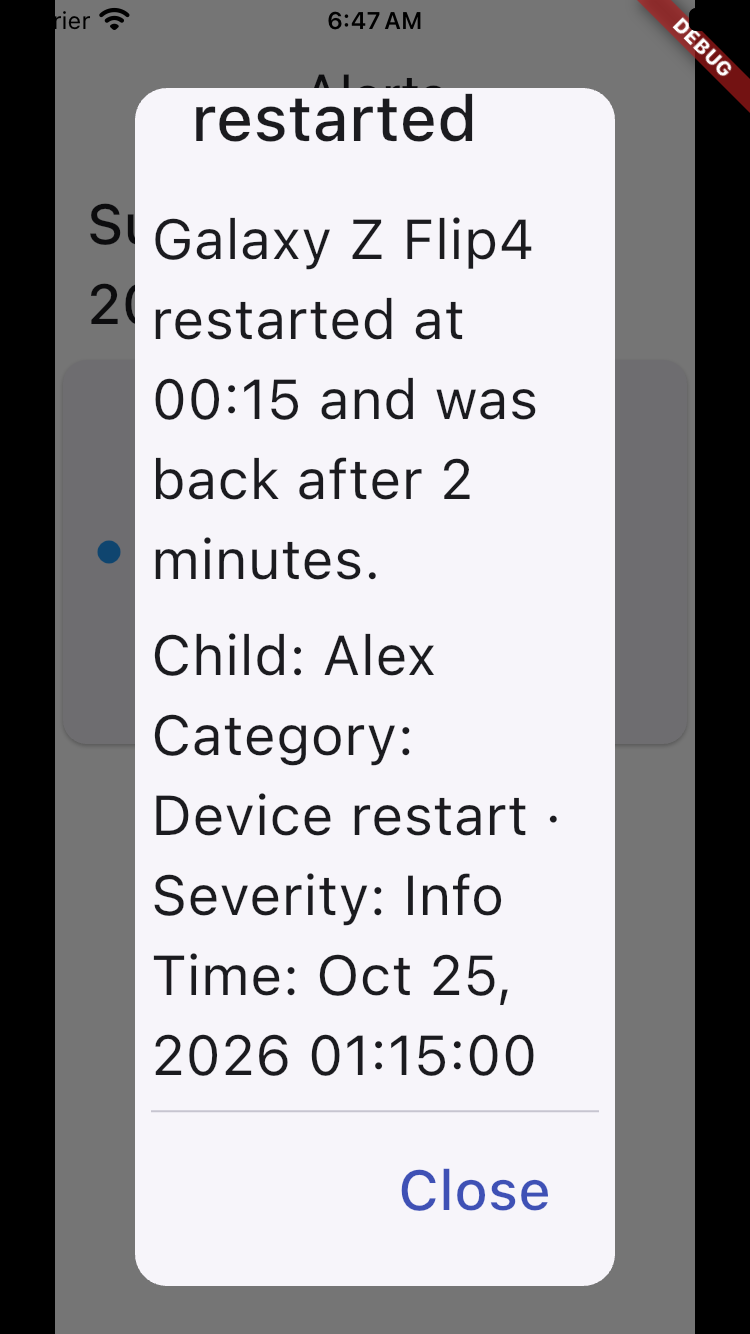 6:47 AM
DEBUG
restarted
Galaxy Z Flip4
restarted at
00:15 and was
back after 2
minutes.
Child: Alex
Category:
Device restart ·
Severity: Info
Time: Oct 25,
2026 01:15:00
Close